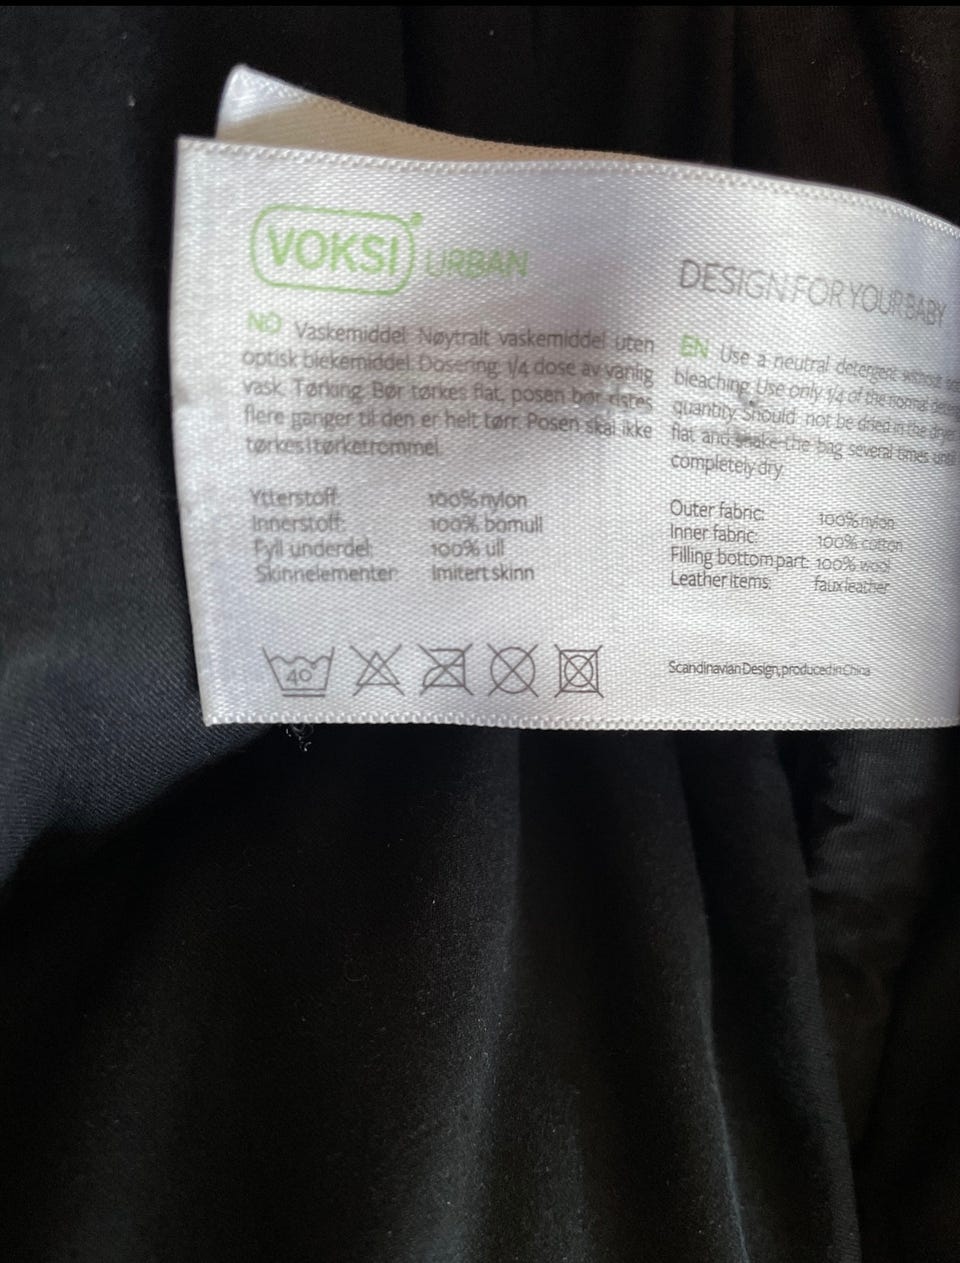 VOKSI® URBAN
NO Vaskemiddel: Nøytralt vaskemiddel uten
optisk blekemiddel. Dosering: 1/4 dose av vanlig
vask. Tørking: Bør tørkes flat, posen bør ristes
flere ganger til den er helt tørr. Posen skal ikke
tørkes i tørketrommel.
Ytterstoff: 100% nylon
Innerstoff: 100% bomull
Fyll underdel: 100% ull
Skinnelementer: Imitert skinn
40°
DESIGN FOR YOUR BABY
EN Use a neutral detergent without
bleaching. Use only 1/4 of the normal
quantity. Should not be dried in the dryer
flat and shake the bag several times until
completely dry.
Outer fabric: 100% nylon
Inner fabric: 100% cotton
Filling bottom part: 100% wool
Leather items: faux leather
Scandinavian Design, produced in China